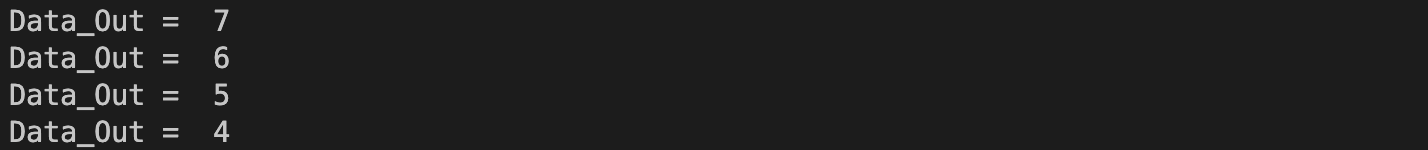 Data_Out =  7
Data_Out =  6
Data_Out =  5
Data_Out =  4